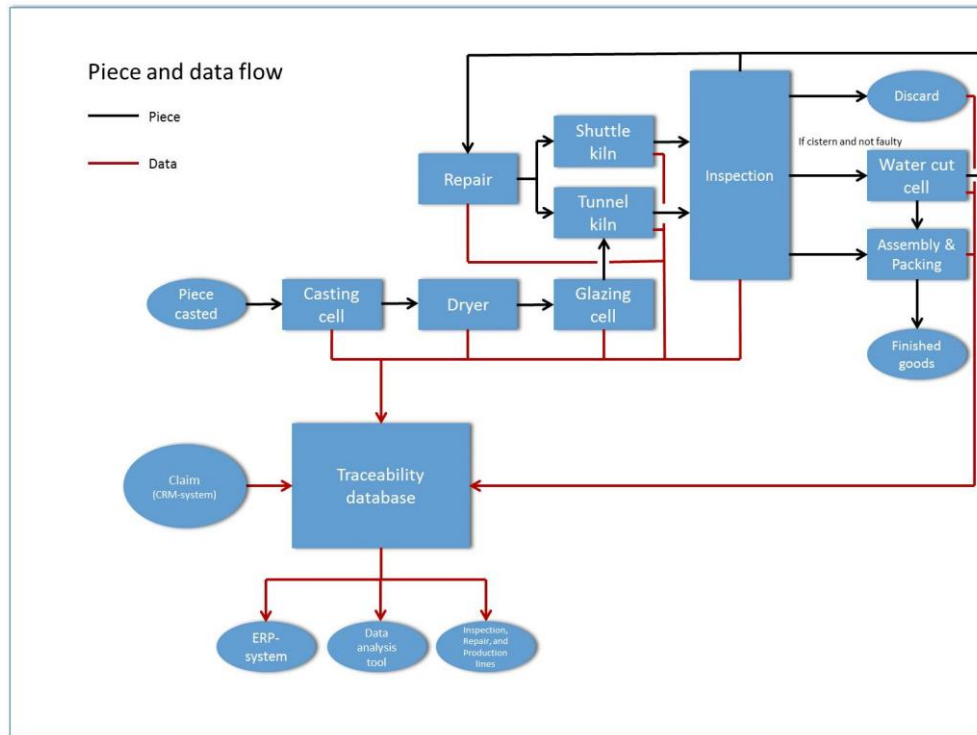 Piece and data flow
Piece
Data
Shuttle
kiln
Discard
If cistern and not faulty
Repair
Inspection
Water cut
cell
Tunnel
kiln
Assembly &
Packing
Piece
casted
Casting
cell
Dryer
Glazing
cell
Finished
goods
Traceability
database
Claim
(CRM-system)
ERP-
system
Data
analysis
tool
Inspection,
Repair, and
Production
lines